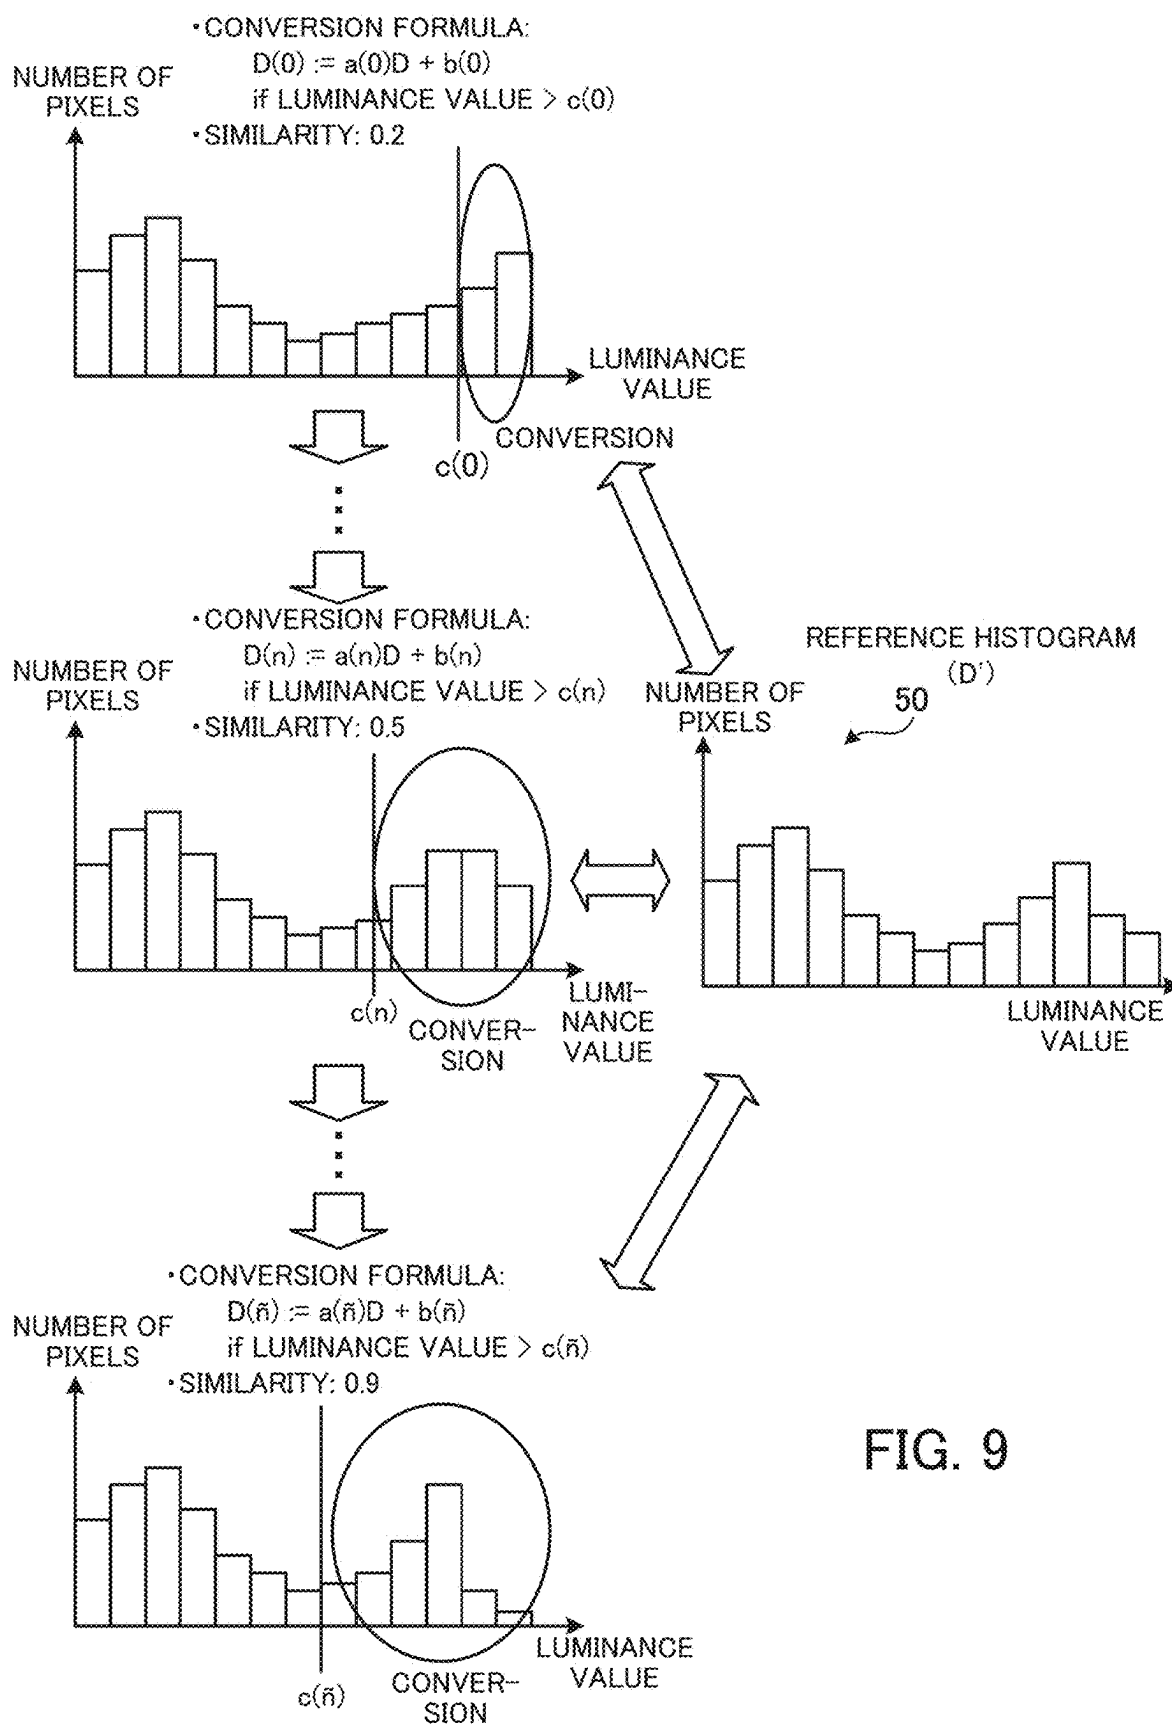 ・CONVERSION FORMULA:
D(0) := a(0)D + b(0)
if LUMINANCE VALUE > c(0)
・SIMILARITY: 0.2
NUMBER OF
PIXELS
LUMINANCE
VALUE
CONVERSION
c(0)
・CONVERSION FORMULA:
D(n) := a(n)D + b(n)
if LUMINANCE VALUE > c(n)
・SIMILARITY: 0.5
NUMBER OF
PIXELS
c(n)
CONVER-
SION
LUMI-
NANCE
VALUE
REFERENCE HISTOGRAM
(D')
50
NUMBER OF
PIXELS
LUMINANCE
VALUE
・CONVERSION FORMULA:
D(ñ) := a(ñ)D + b(ñ)
if LUMINANCE VALUE > c(ñ)
・SIMILARITY: 0.9
NUMBER OF
PIXELS
c(ñ)
CONVER-
SION
LUMINANCE
VALUE
FIG. 9